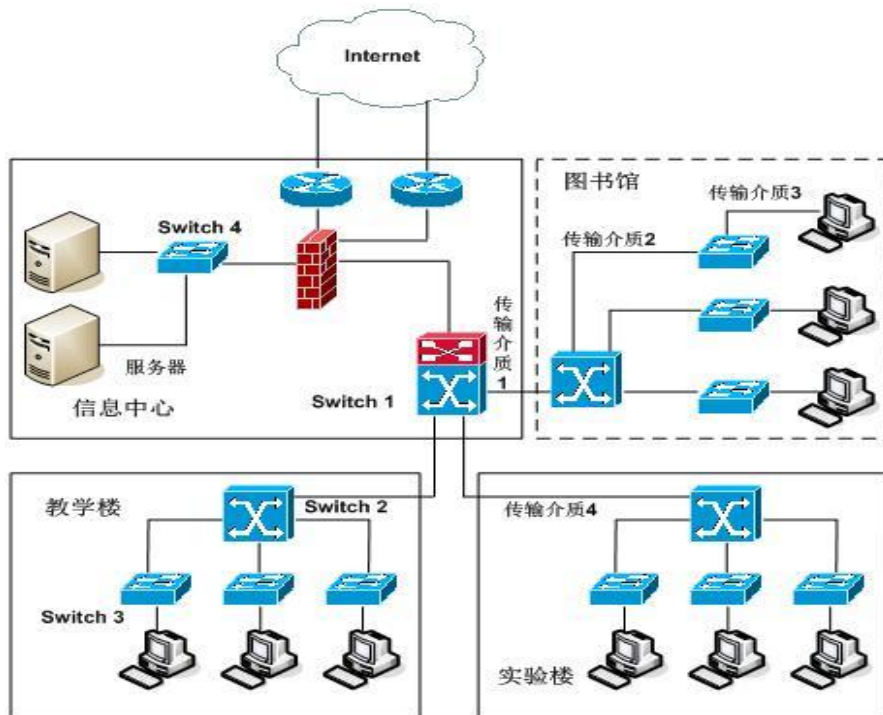 Internet
Switch 4
服务器
信息中心
Switch 1
传输介质1
图书馆
传输介质3
传输介质2
教学楼
Switch 2
Switch 3
传输介质4
实验楼